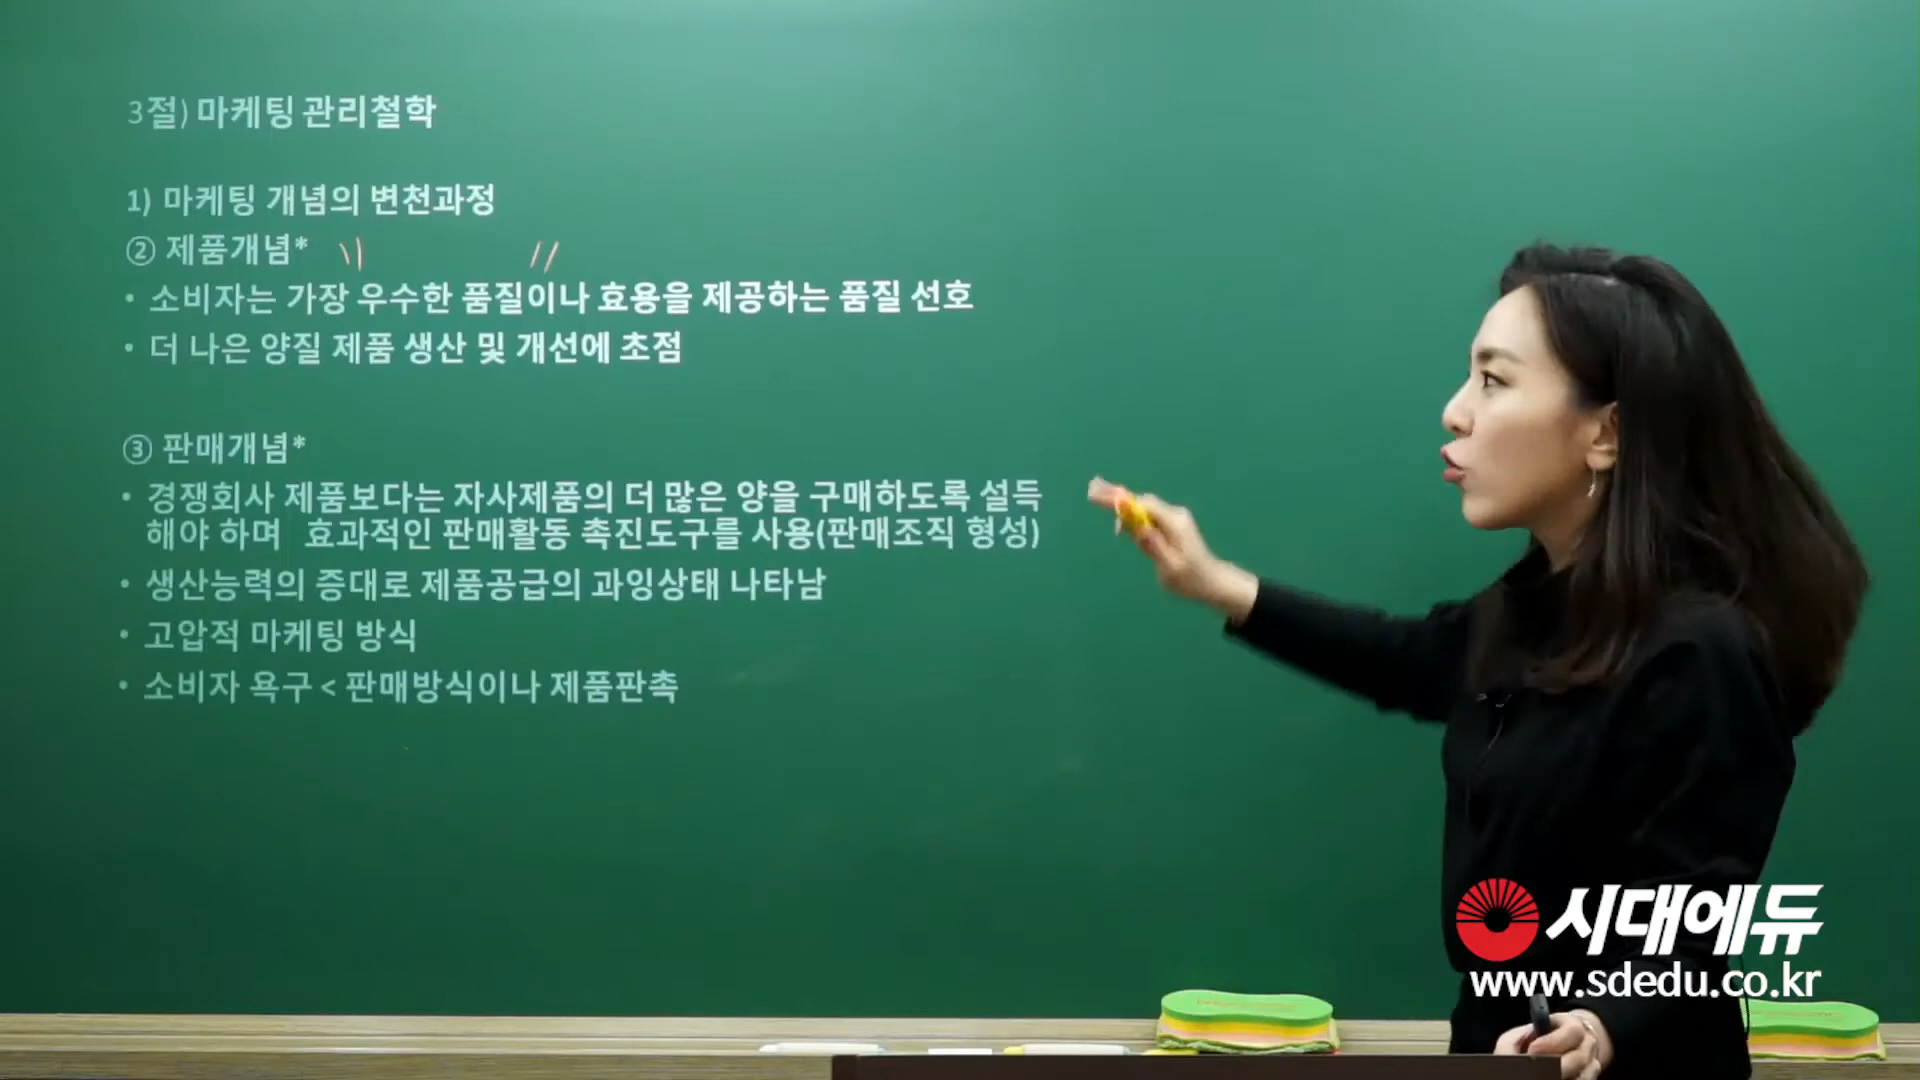 3절) 마케팅 관리철학
1) 마케팅 개념의 변천과정
② 제품개념*
• 소비자는 가장 우수한 품질이나 효용을 제공하는 품질 선호
• 더 나은 양질 제품 생산 및 개선에 초점
③ 판매개념*
• 경쟁회사 제품보다는 자사제품의 더 많은 양을 구매하도록 설득
해야 하며 효과적인 판매활동 촉진도구를 사용(판매조직 형성)
• 생산능력의 증대로 제품공급의 과잉상태 나타남
• 고압적 마케팅 방식
• 소비자 욕구 < 판매방식이나 제품판촉
시대에듀
www.sdedu.co.kr